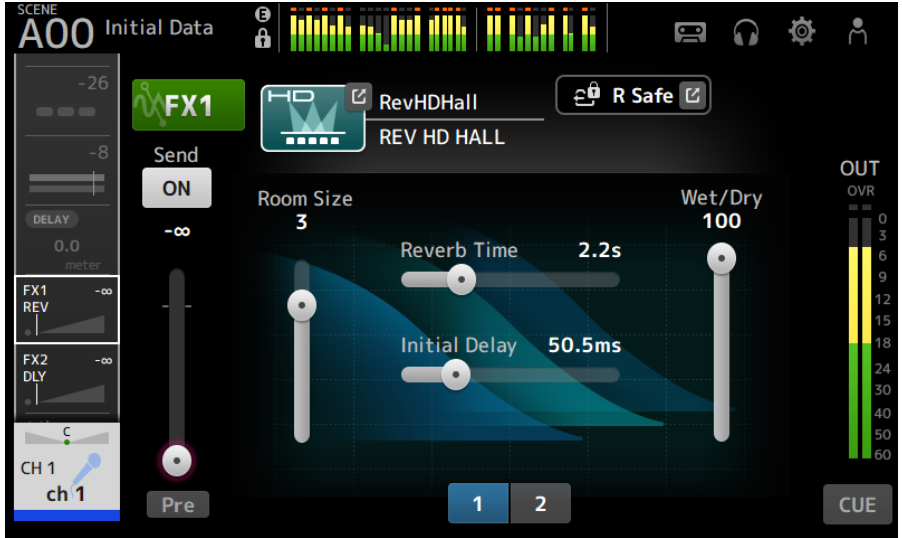 SCENE
A00 Initial Data
E
-26
-8
DELAY
0.0
meter
FX1 -∞
REV
FX2 -∞
DLY
C
CH 1
ch 1
FX1
Send
ON
-∞
Pre
HD
RevHDHall
REV HD HALL
R Safe
Room Size
3
Reverb Time 2.2s
Initial Delay 50.5ms
Wet/Dry
100
1 2
OUT
OVR
0
3
6
9
12
15
18
24
30
40
50
60
CUE